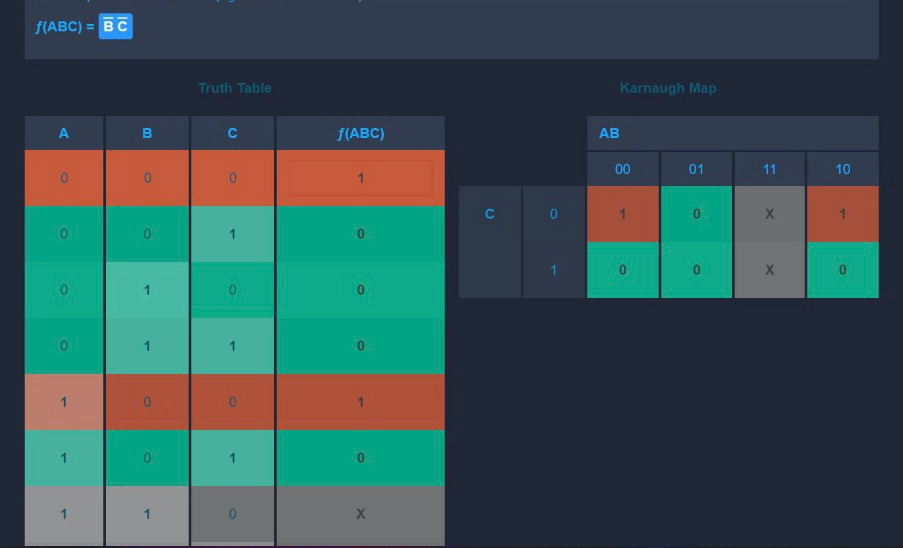 f(ABC) = B̅ C̅
Truth Table
A B C f(ABC)
0 0 0 1
0 0 1 0
0 1 0 0
0 1 1 0
1 0 0 1
1 0 1 0
1 1 0 X
Karnaugh Map
AB
00 01 11 10
C 0 1 0 X 1
1 0 0 X 0